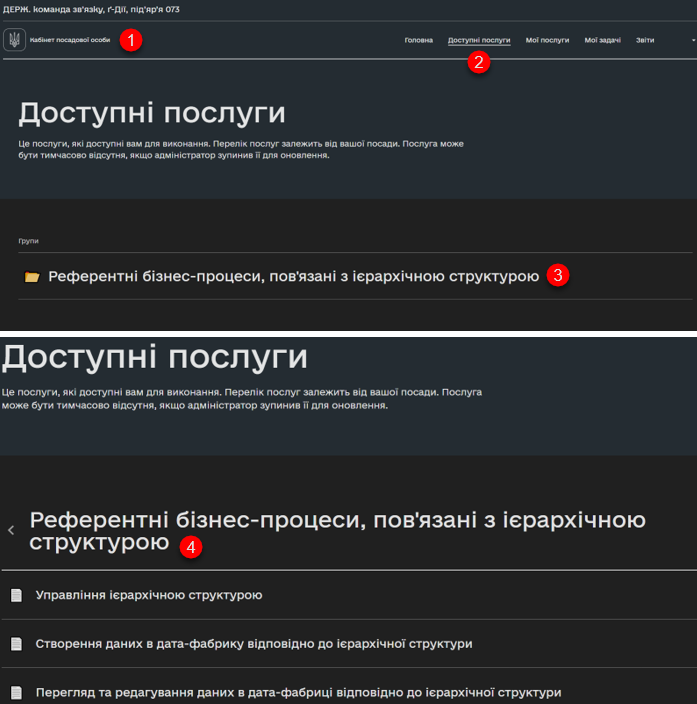 ДЕРЖ. команда зв'язку, ґ-Дії, під'яр'я 073
Кабінет посадової особи 1
Головна Доступні послуги Мої послуги Мої задачі Звіти
2
Доступні послуги
Це послуги, які доступні вам для виконання. Перелік послуг залежить від вашої посади. Послуга може
бути тимчасово відсутня, якщо адміністратор зупинив її для оновлення.
Групи
Референтні бізнес-процеси, пов'язані з ієрархічною структурою 3
Доступні послуги
Це послуги, які доступні вам для виконання. Перелік послуг залежить від вашої посади. Послуга
може бути тимчасово відсутня, якщо адміністратор зупинив її для оновлення.
Референтні бізнес-процеси, пов'язані з ієрархічною
структурою 4
Управління ієрархічною структурою
Створення даних в дата-фабрику відповідно до ієрархічної структури
Перегляд та редагування даних в дата-фабриці відповідно до ієрархічної структури